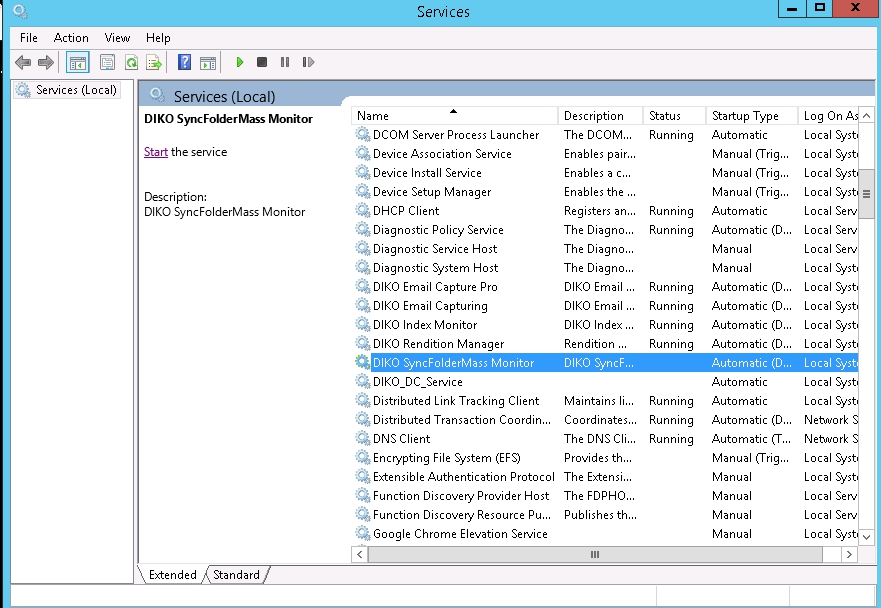 Services
File Action View Help
Services (Local)
Services (Local)
DIKO SyncFolderMass Monitor
Start the service
Description:
DIKO SyncFolderMass Monitor
Name Description Status Startup Type Log On As
DCOM Server Process Launcher The DCOM... Running Automatic Local Syste
Device Association Service Enables pair... Manual (Trig... Local Syste
Device Install Service Enables a c... Manual (Trig... Local Syste
Device Setup Manager Enables the ... Manual (Trig... Local Syste
DHCP Client Registers an... Running Automatic Local Serv
Diagnostic Policy Service The Diagno... Running Automatic (D... Local Serv
Diagnostic Service Host The Diagno... Manual Local Serv
Diagnostic System Host The Diagno... Manual Local Syste
DIKO Email Capture Pro DIKO Email ... Running Automatic (D... Local Syste
DIKO Email Capturing DIKO Email ... Running Automatic (D... Local Syste
DIKO Index Monitor DIKO Index ... Running Automatic (D... Local Syste
DIKO Rendition Manager Rendition ... Running Automatic (D... Local Syste
DIKO SyncFolderMass Monitor DIKO SyncF... Automatic (D... Local Syste
DIKO_DC_Service Automatic Local Syste
Distributed Link Tracking Client Maintains li... Running Automatic Local Syste
Distributed Transaction Coordin... Coordinates... Running Automatic (D... Network S
DNS Client The DNS Cli... Running Automatic (T... Network S
Encrypting File System (EFS) Provides th... Manual (Trig... Local Syste
Extensible Authentication Protocol The Extensi... Manual Local Syste
Function Discovery Provider Host The FDPHO... Manual Local Serv
Function Discovery Resource Pu... Publishes th... Manual Local Serv
Google Chrome Elevation Service Manual Local Syste
Extended Standard